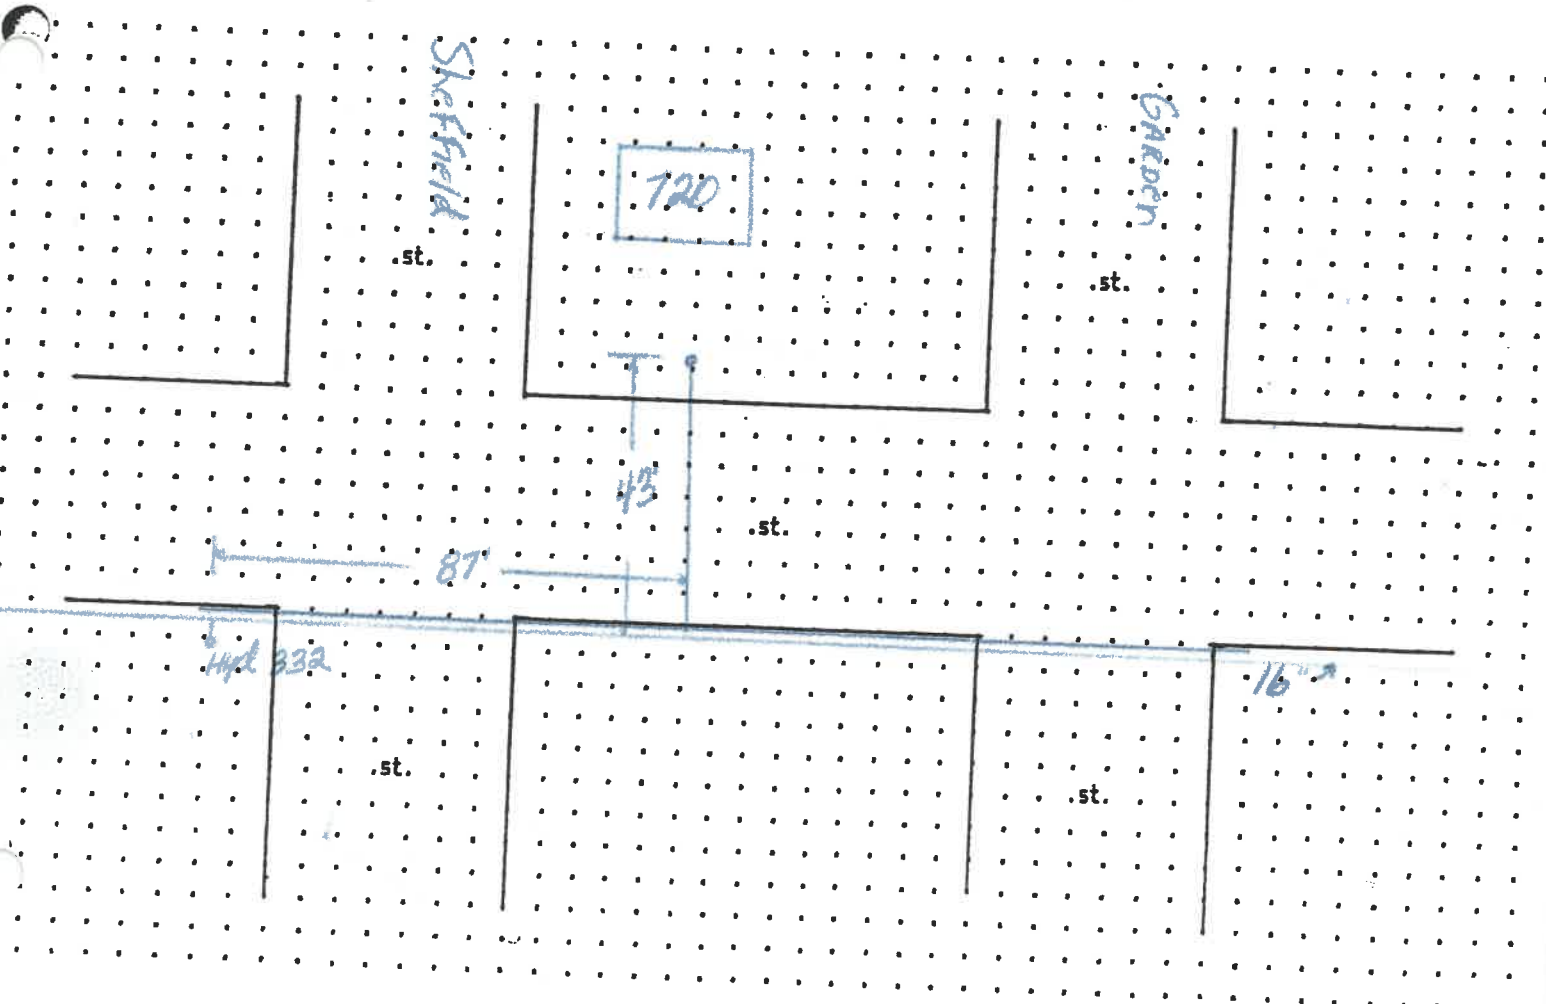 Sheffield
GARDEN
720
.st.
.st.
43'
.st.
87'
Hyd 332
16"
.st.
.st.